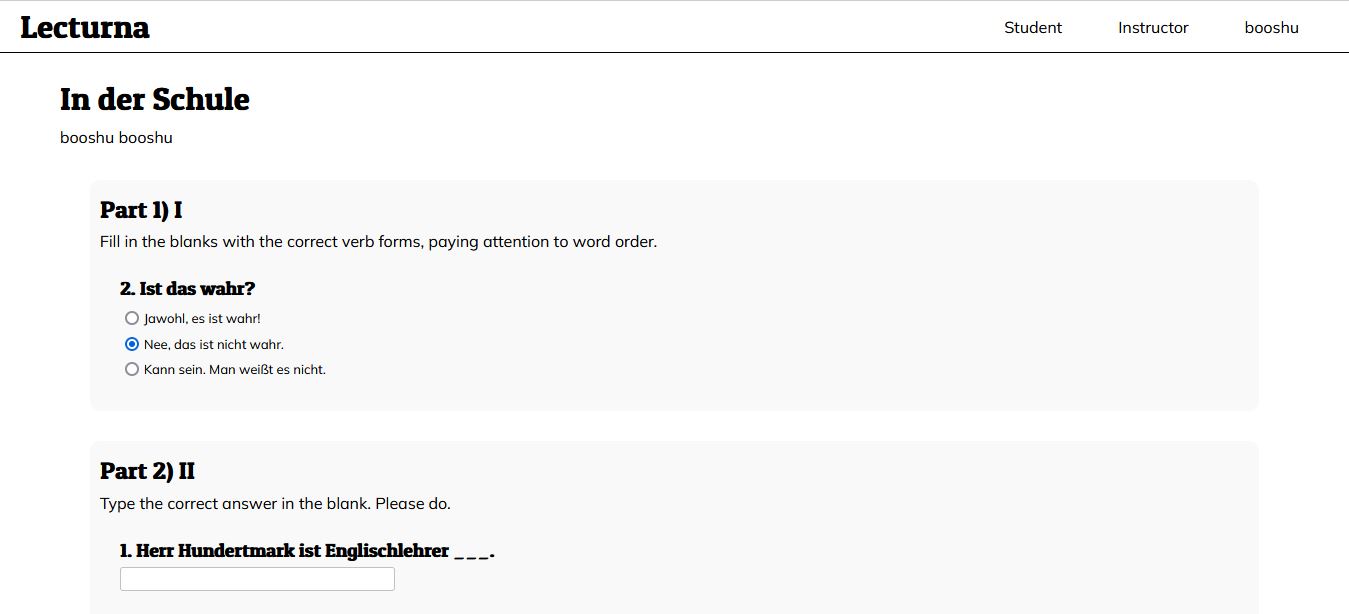 Lecturna
Student
Instructor
booshu
In der Schule
booshu booshu
Part 1) I
Fill in the blanks with the correct verb forms, paying attention to word order.
2. Ist das wahr?
Jawohl, es ist wahr!
Nee, das ist nicht wahr.
Kann sein. Man weißt es nicht.
Part 2) II
Type the correct answer in the blank. Please do.
1. Herr Hundertmark ist Englischlehrer ___.